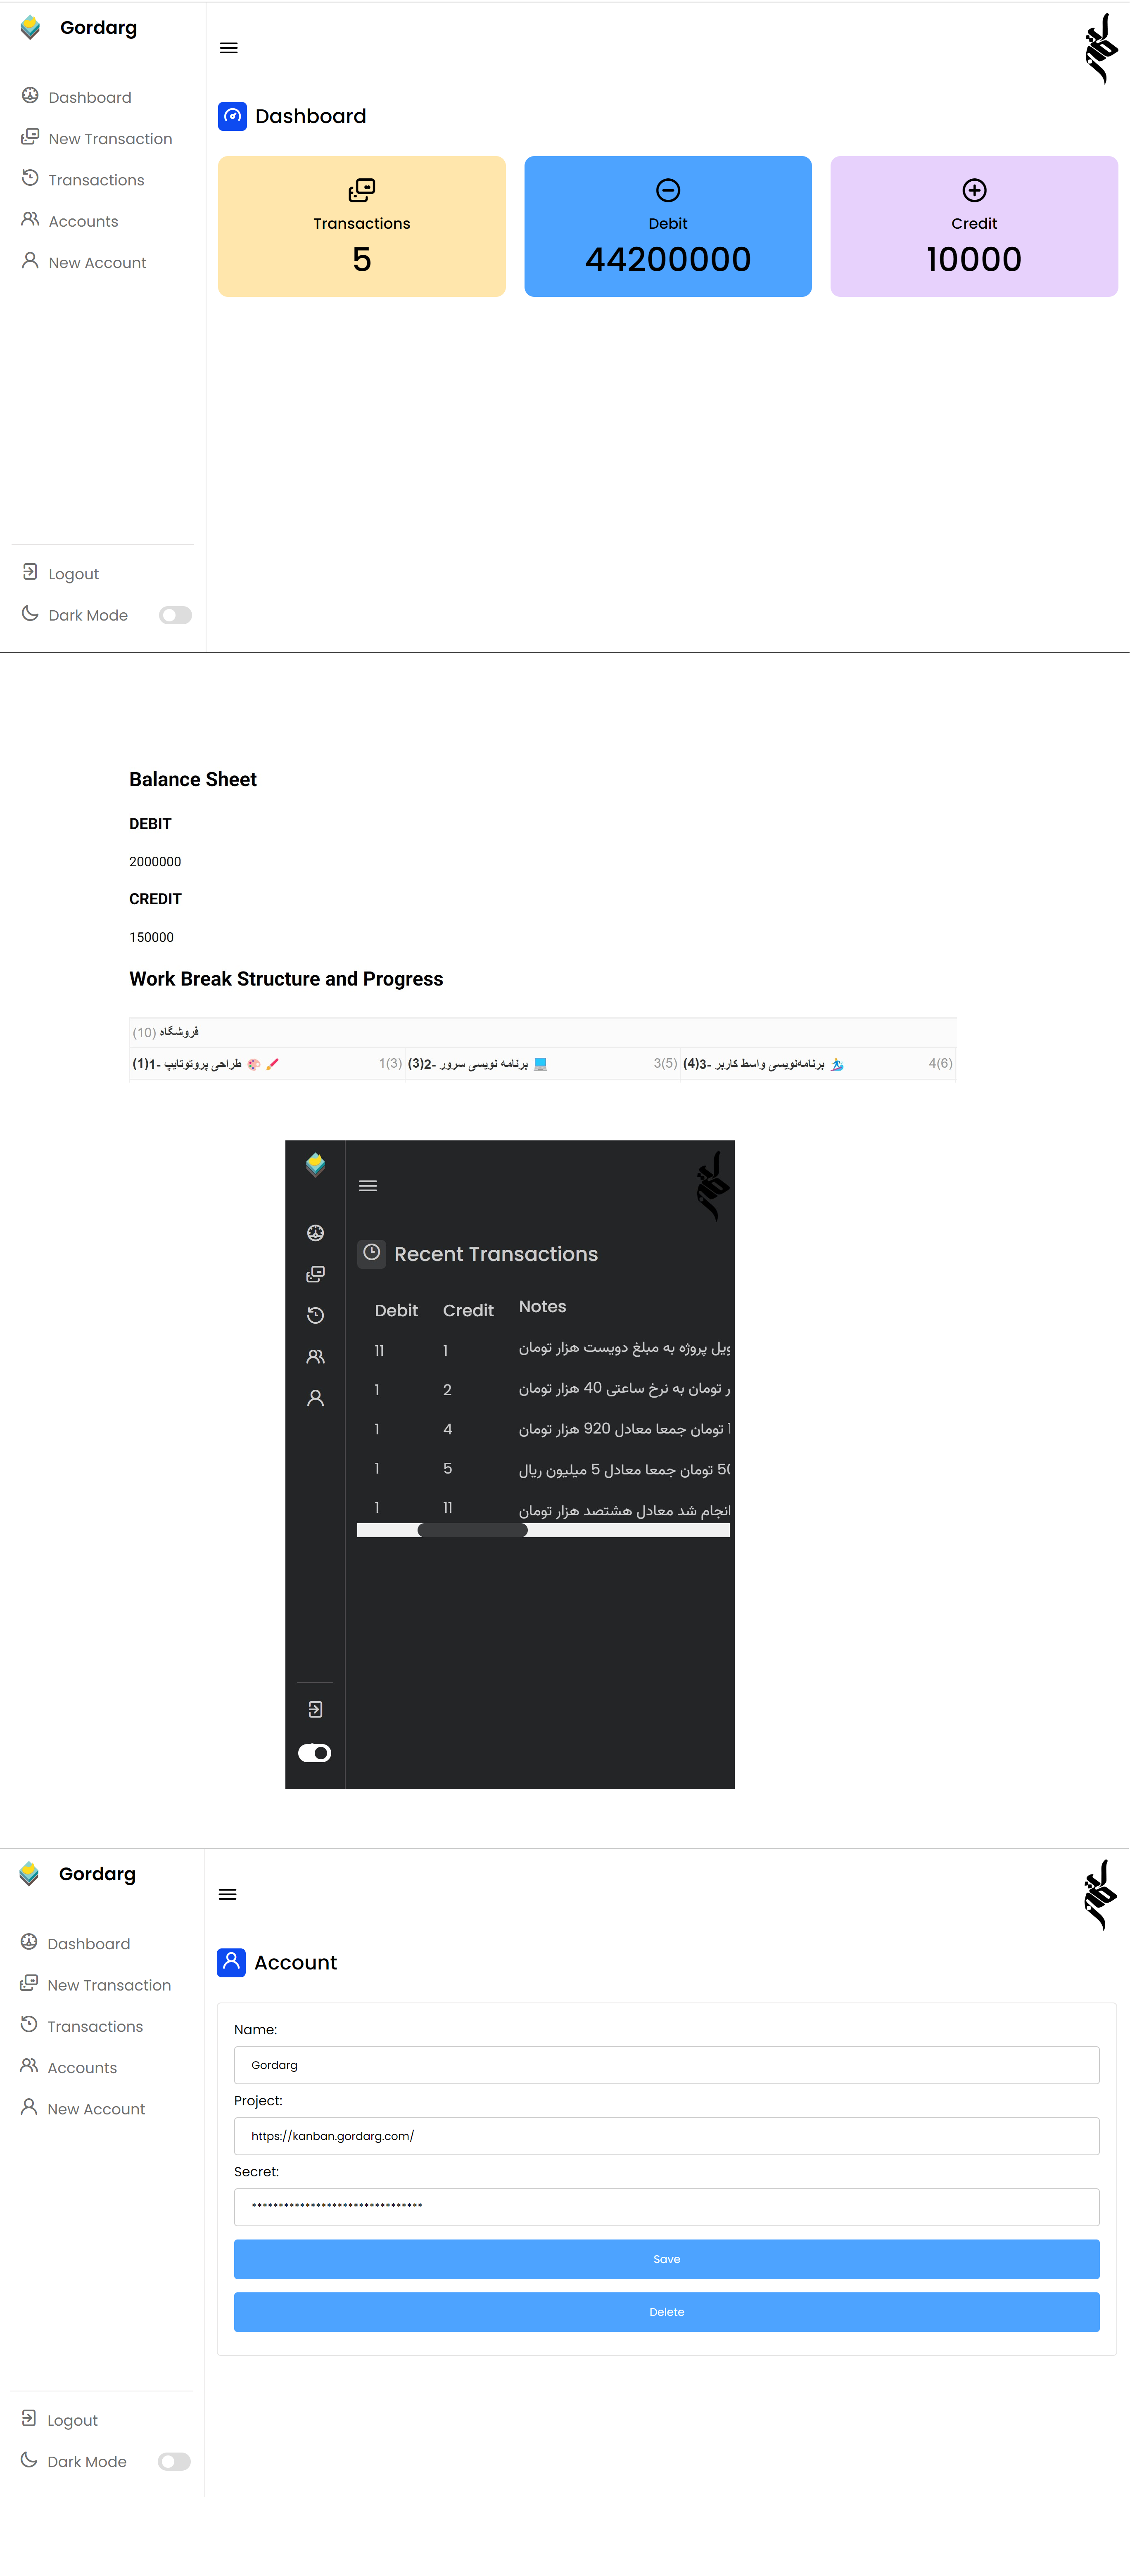 Gordarg
Dashboard
New Transaction
Transactions
Accounts
New Account
Logout
Dark Mode
Dashboard
Transactions
5
Debit
44200000
Credit
10000
Balance Sheet
DEBIT
2000000
CREDIT
150000
Work Break Structure and Progress
فروشگاه (10)
(1)1- طراحی پروتوتایپ 🎨 🖌️ 1(3)
(3)2- برنامه نویسی سرور 💻 3(5)
(4)3- برنامه‌نویسی واسط کاربر 🏄 4(6)
Recent Transactions
Debit Credit Notes
11 1 ویل پروژه به مبلغ دویست هزار تومان
1 2 ر تومان به نرخ ساعتی 40 هزار تومان
1 4 تومان جمعا معادل 920 هزار تومان
1 5 50 تومان جمعا معادل 5 میلیون ریال
1 11 انجام شد معادل هشتصد هزار تومان
Gordarg
Dashboard
New Transaction
Transactions
Accounts
New Account
Logout
Dark Mode
Account
Name:
Gordarg
Project:
https://kanban.gordarg.com/
Secret:
********************************
Save
Delete